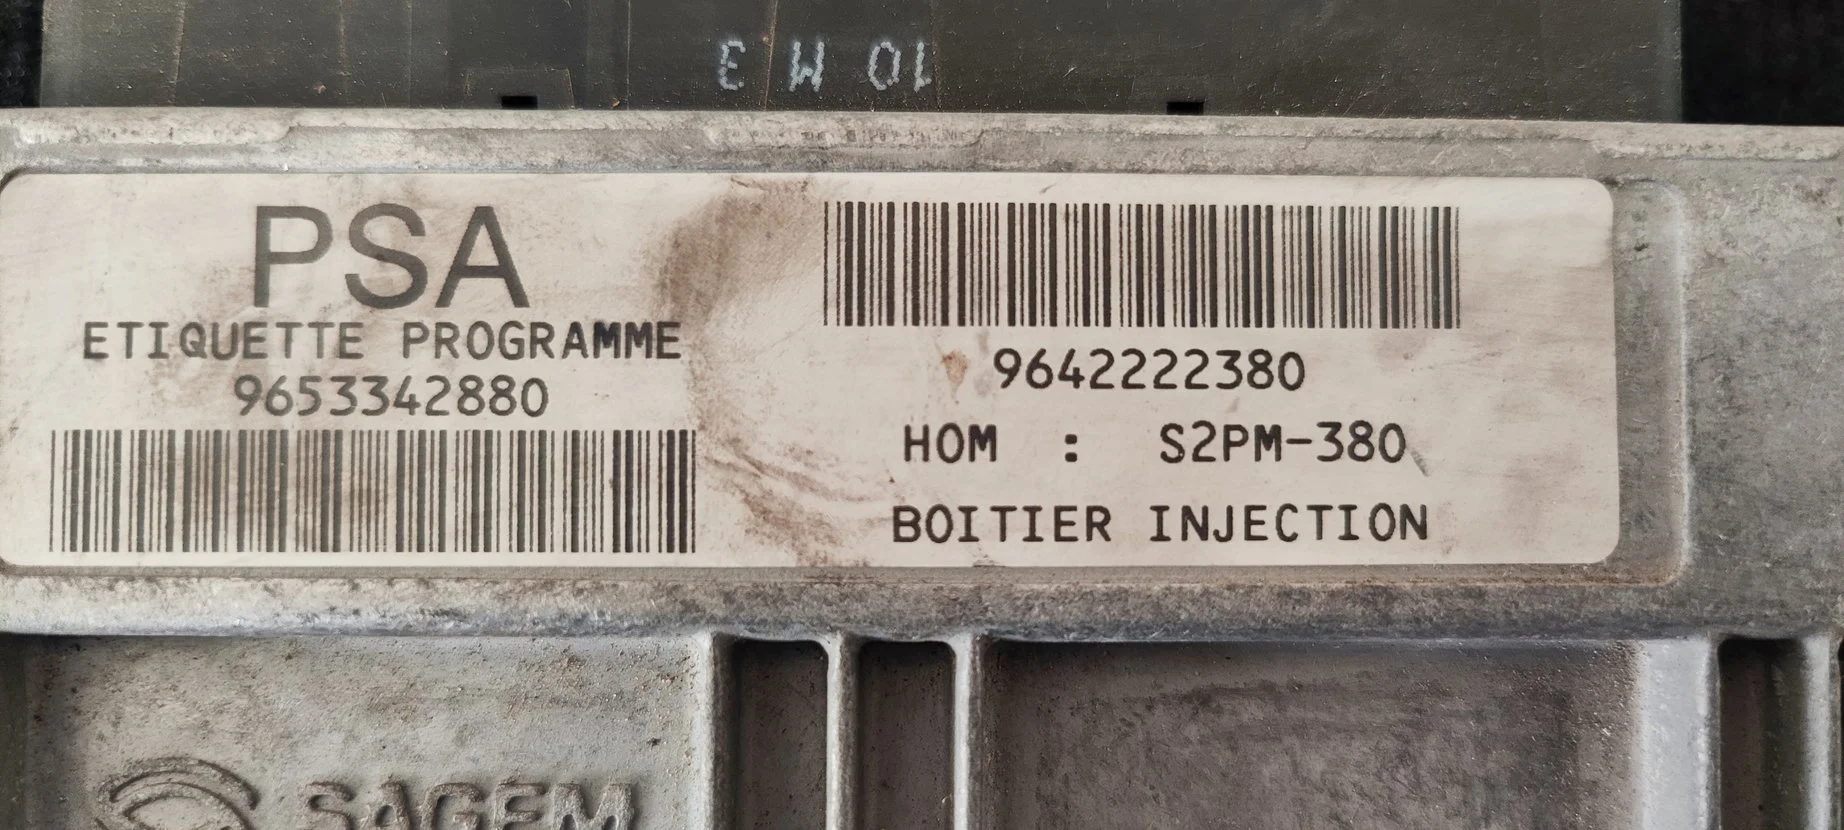 10 M 3
PSA
ETIQUETTE PROGRAMME
9653342880
9642222380
HOM : S2PM-380
BOITIER INJECTION
SAGEM